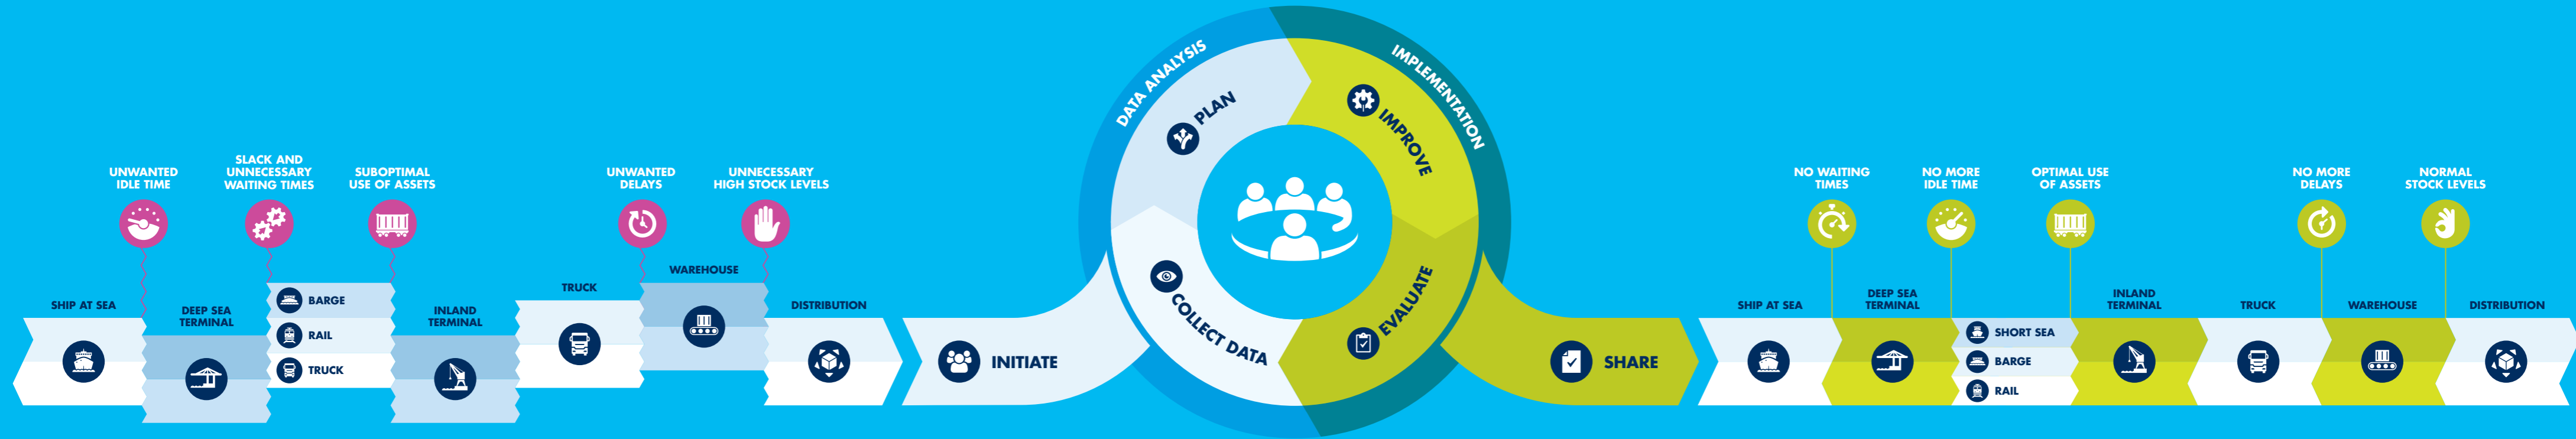 UNWANTED
IDLE TIME
SLACK AND
UNNECESSARY
WAITING TIMES
SUBOPTIMAL
USE OF ASSETS
UNWANTED
DELAYS
UNNECESSARY
HIGH STOCK LEVELS
SHIP AT SEA
DEEP SEA
TERMINAL
BARGE
RAIL
TRUCK
INLAND
TERMINAL
TRUCK
WAREHOUSE
DISTRIBUTION
INITIATE
DATA ANALYSIS
IMPLEMENTATION
COLLECT DATA
PLAN
IMPROVE
EVALUATE
SHARE
NO WAITING
TIMES
NO MORE
IDLE TIME
OPTIMAL USE
OF ASSETS
NO MORE
DELAYS
NORMAL
STOCK LEVELS
SHIP AT SEA
DEEP SEA
TERMINAL
SHORT SEA
BARGE
RAIL
INLAND
TERMINAL
TRUCK
WAREHOUSE
DISTRIBUTION